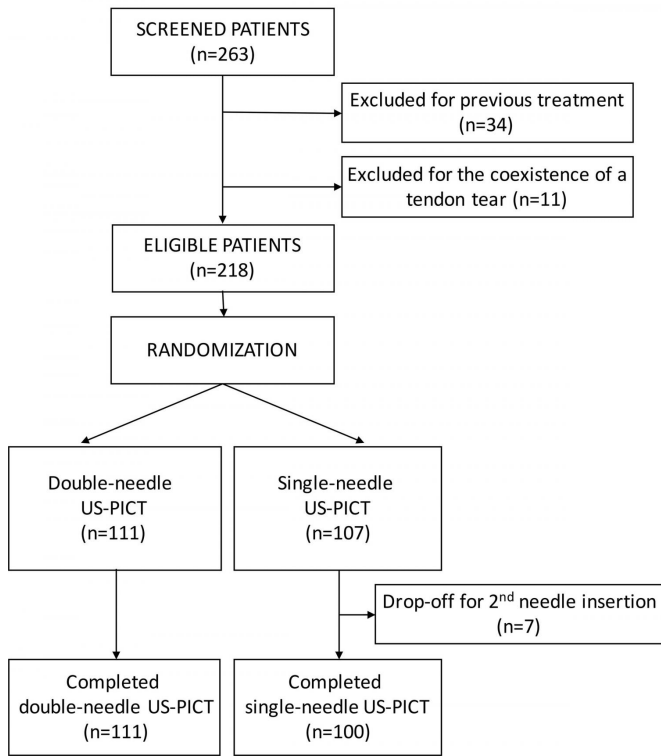 SCREENED PATIENTS
(n=263)
Excluded for previous treatment
(n=34)
Excluded for the coexistence of a
tendon tear (n=11)
ELIGIBLE PATIENTS
(n=218)
RANDOMIZATION
Double-needle
US-PICT
(n=111)
Single-needle
US-PICT
(n=107)
Drop-off for 2nd needle insertion
(n=7)
Completed
double-needle US-PICT
(n=111)
Completed
single-needle US-PICT
(n=100)